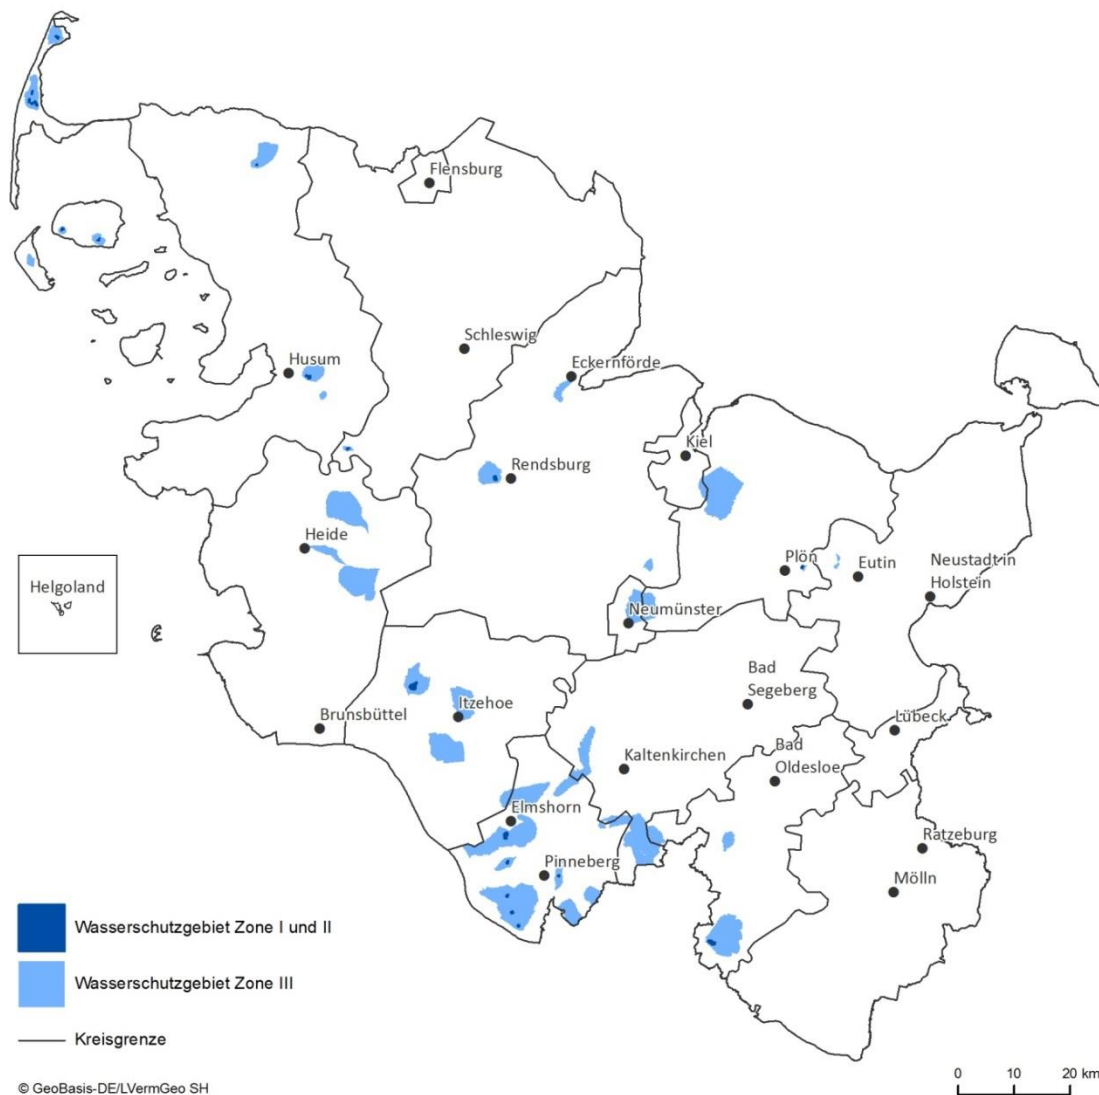 Flensburg
Schleswig
Husum
Eckernförde
Kiel
Rendsburg
Heide
Plön
Eutin
Neustadt in
Holstein
Helgoland
Neumünster
Bad
Segeberg
Itzehoe
Brunsbüttel
Lübeck
Kaltenkirchen
Bad
Oldesloe
Elmshorn
Ratzeburg
Pinneberg
Mölln
Wasserschutzgebiet Zone I und II
Wasserschutzgebiet Zone III
Kreisgrenze
© GeoBasis-DE/LVermGeo SH
0 10 20 km